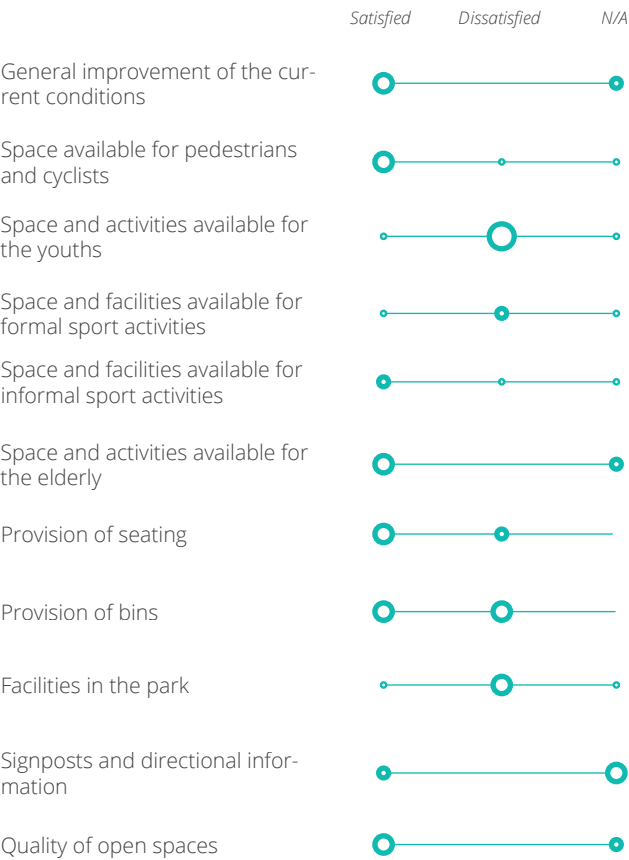 Satisfied Dissatisfied N/A
General improvement of the cur-
rent conditions
Space available for pedestrians
and cyclists
Space and activities available for
the youths
Space and facilities available for
formal sport activities
Space and facilities available for
informal sport activities
Space and activities available for
the elderly
Provision of seating
Provision of bins
Facilities in the park
Signposts and directional infor-
mation
Quality of open spaces